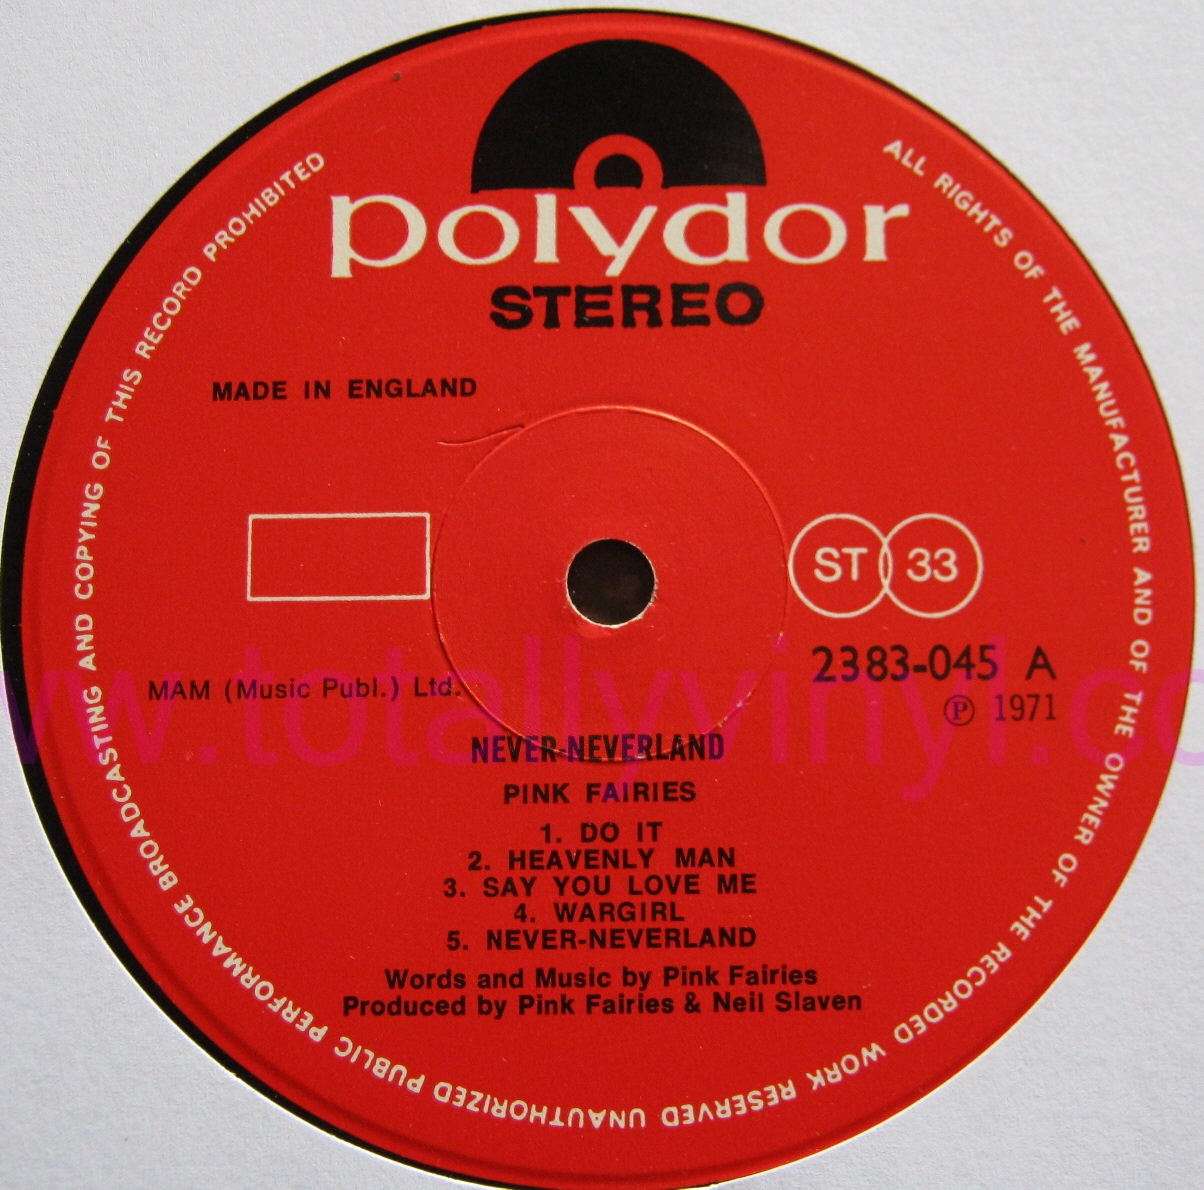 polydor
STEREO
MADE IN ENGLAND
ST 33
2383-045 A
MAM (Music Publ.) Ltd.
℗ 1971
NEVER-NEVERLAND
PINK FAIRIES
1. DO IT
2. HEAVENLY MAN
3. SAY YOU LOVE ME
4. WARGIRL
5. NEVER-NEVERLAND
Words and Music by Pink Fairies
Produced by Pink Fairies & Neil Slaven
ALL RIGHTS OF THE MANUFACTURER AND OF THE OWNER OF THE RECORDED WORK RESERVED UNAUTHORIZED PUBLIC PERFORMANCE BROADCASTING AND COPYING OF THIS RECORD PROHIBITED
www.totallyvinyl.co